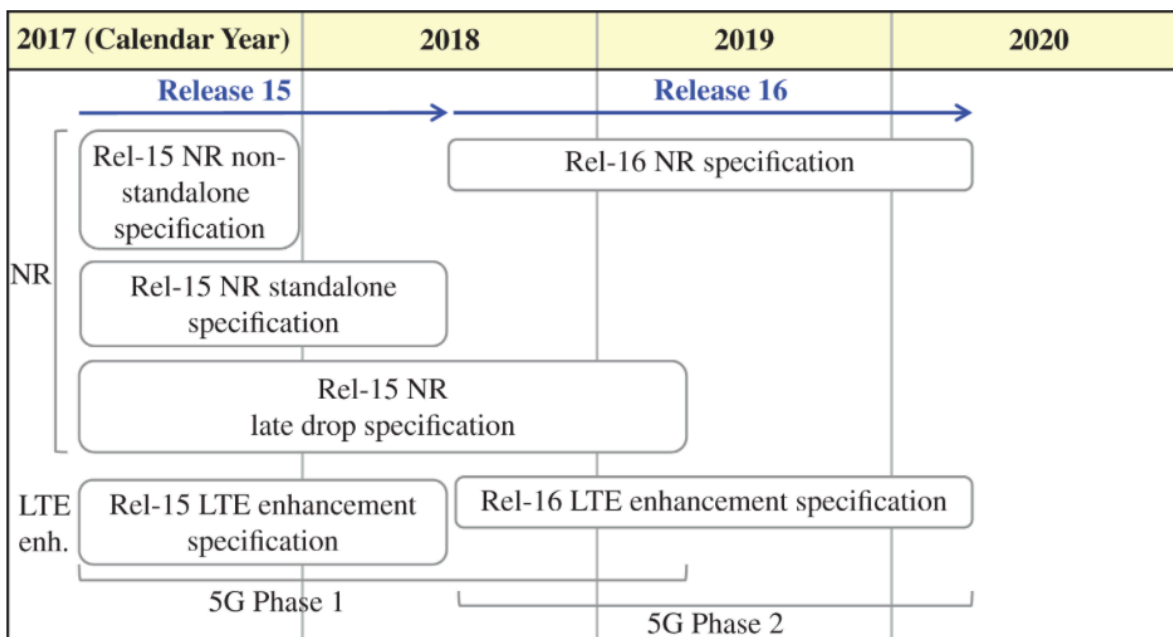 2017 (Calendar Year) 2018 2019 2020
Release 15 Release 16
Rel-15 NR non-
standalone
specification
Rel-16 NR specification
NR
Rel-15 NR standalone
specification
Rel-15 NR
late drop specification
LTE
enh.
Rel-15 LTE enhancement
specification
Rel-16 LTE enhancement specification
5G Phase 1
5G Phase 2